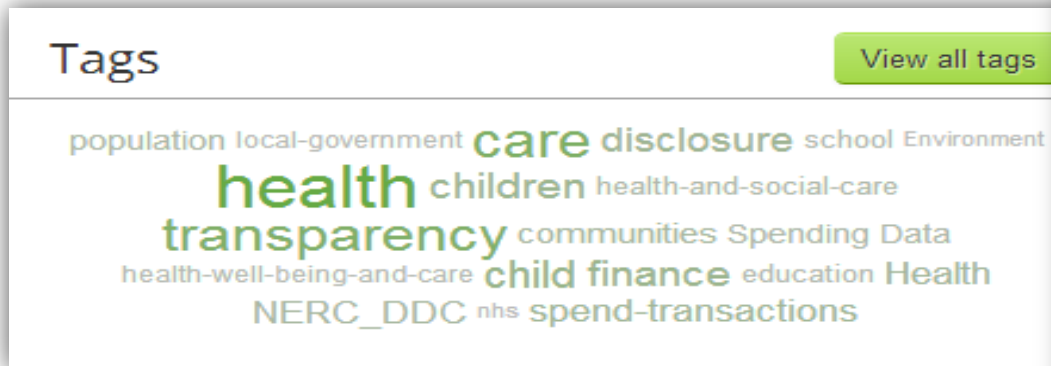 Tags
View all tags
population local-government care disclosure school Environment
health children health-and-social-care
transparency communities Spending Data
health-well-being-and-care child finance education Health
NERC_DDC nhs spend-transactions